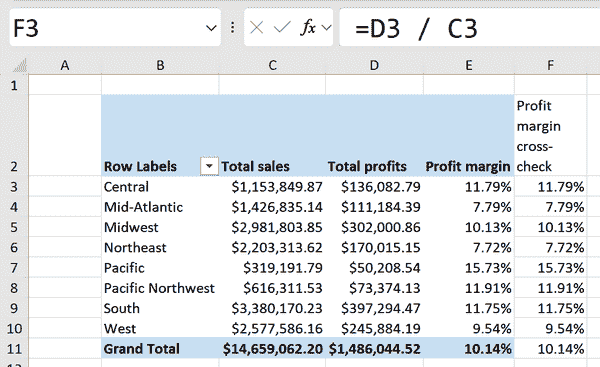 F3 fx =D3 / C3
A B C D E F
1
2 Row Labels Total sales Total profits Profit margin Profit margin cross-check
3 Central $1,153,849.87 $136,082.79 11.79% 11.79%
4 Mid-Atlantic $1,426,835.14 $111,184.39 7.79% 7.79%
5 Midwest $2,981,803.85 $302,000.86 10.13% 10.13%
6 Northeast $2,203,313.62 $170,015.15 7.72% 7.72%
7 Pacific $319,191.79 $50,208.54 15.73% 15.73%
8 Pacific Northwest $616,311.53 $73,374.13 11.91% 11.91%
9 South $3,380,170.23 $397,294.47 11.75% 11.75%
10 West $2,577,586.16 $245,884.19 9.54% 9.54%
11 Grand Total $14,659,062.20 $1,486,044.52 10.14% 10.14%